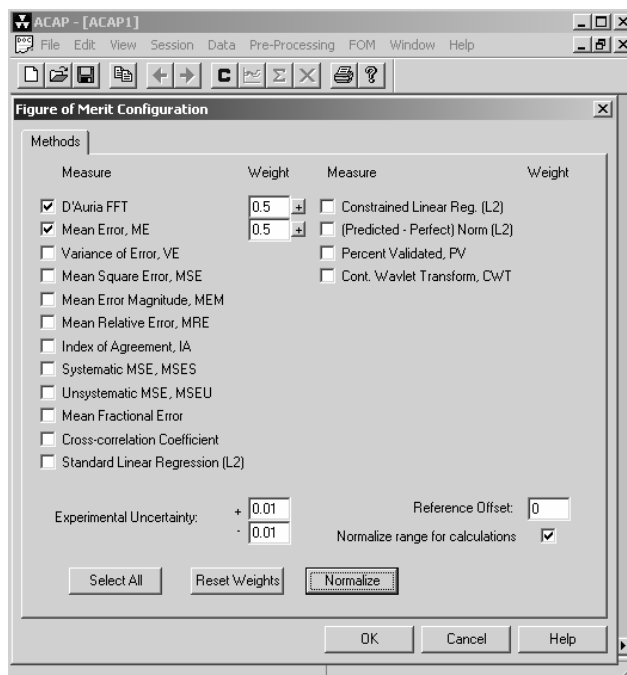 ACAP - [ACAP1]
File Edit View Session Data Pre-Processing FOM Window Help
C Σ ?
Figure of Merit Configuration
Methods
Measure Weight Measure Weight
D'Auria FFT 0.5 + Constrained Linear Reg. (L2)
Mean Error, ME 0.5 + (Predicted - Perfect) Norm (L2)
Variance of Error, VE Percent Validated, PV
Mean Square Error, MSE Cont. Wavlet Transform, CWT
Mean Error Magnitude, MEM
Mean Relative Error, MRE
Index of Agreement, IA
Systematic MSE, MSES
Unsystematic MSE, MSEU
Mean Fractional Error
Cross-correlation Coefficient
Standard Linear Regression (L2)
Experimental Uncertainty: + 0.01 Reference Offset: 0
- 0.01 Normalize range for calculations
Select All Reset Weights Normalize
OK Cancel Help